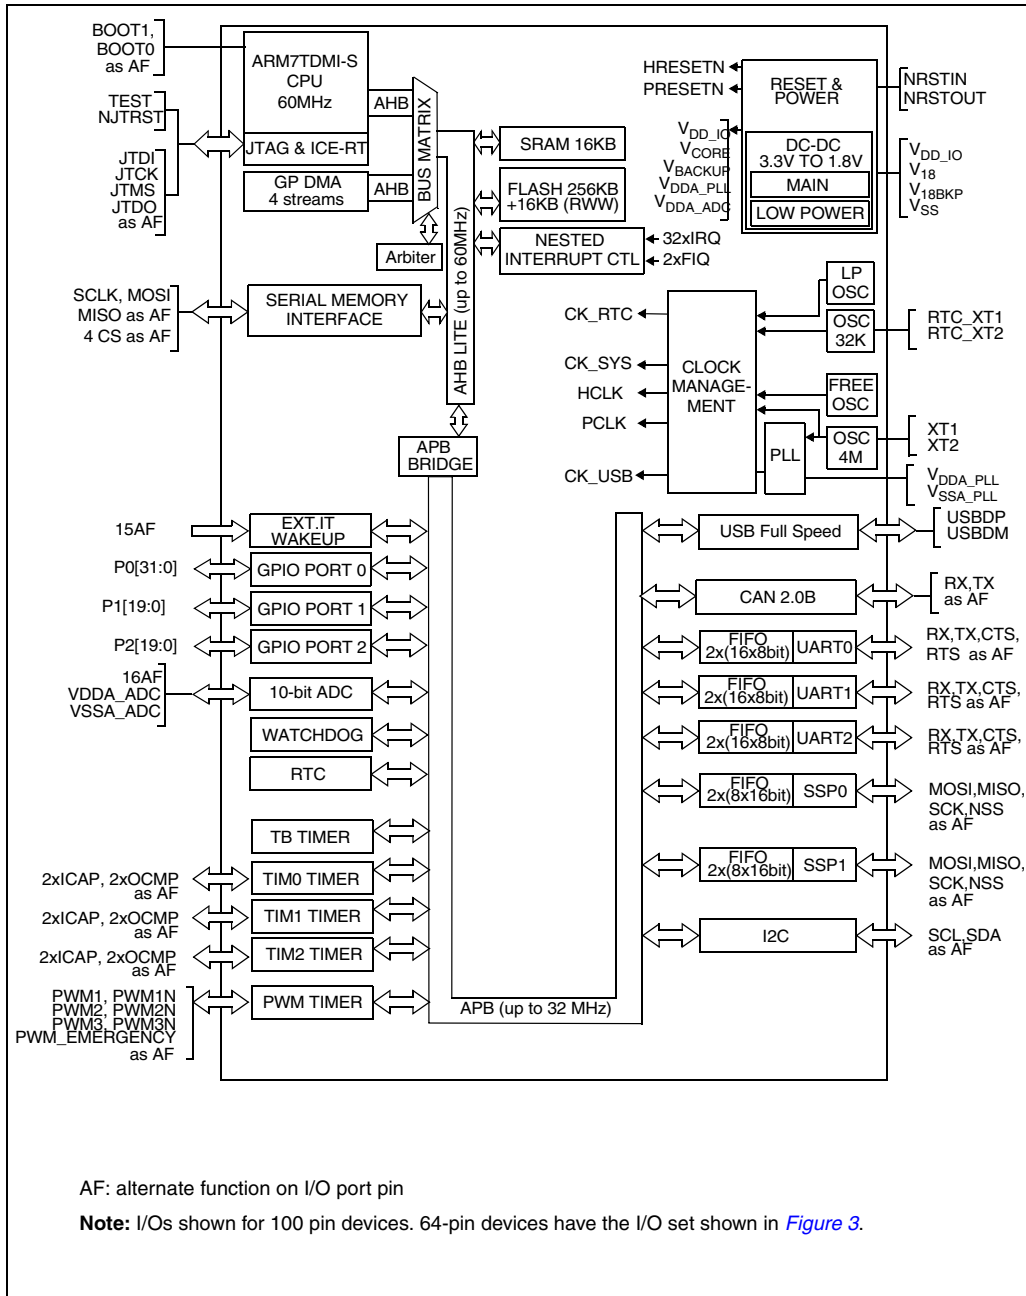 BOOT1,
BOOT0
as AF
TEST
NJTRST
JTDI
JTCK
JTMS
JTDO
as AF
ARM7TDMI-S
CPU
60MHz
JTAG & ICE-RT
GP DMA
4 streams
AHB
AHB
BUS MATRIX
Arbiter
SRAM 16KB
FLASH 256KB
+16KB (RWW)
NESTED
INTERRUPT CTL
32xIRQ
2xFIQ
AHB LITE (up to 60MHz)
SCLK, MOSI
MISO as AF
4 CS as AF
SERIAL MEMORY
INTERFACE
APB
BRIDGE
HRESETN
PRESETN
RESET &
POWER
NRSTIN
NRSTOUT
VDD_IO
VCORE
VBACKUP
VDDA_PLL
VDDA_ADC
DC-DC
3.3V TO 1.8V
MAIN
LOW POWER
VDD_IO
V18
V18BKP
VSS
CK_RTC
CK_SYS
HCLK
PCLK
CK_USB
CLOCK
MANAGE-
MENT
LP
OSC
OSC
32K
RTC_XT1
RTC_XT2
FREE
OSC
OSC
4M
XT1
XT2
PLL
VDDA_PLL
VSSA_PLL
15AF
EXT.IT
WAKEUP
P0[31:0]
GPIO PORT 0
P1[19:0]
GPIO PORT 1
P2[19:0]
GPIO PORT 2
16AF
VDDA_ADC
VSSA_ADC
10-bit ADC
WATCHDOG
RTC
TB TIMER
2xICAP, 2xOCMP
as AF
TIM0 TIMER
2xICAP, 2xOCMP
as AF
TIM1 TIMER
2xICAP, 2xOCMP
as AF
TIM2 TIMER
PWM1, PWM1N
PWM2, PWM2N
PWM3, PWM3N
PWM_EMERGENCY
as AF
PWM TIMER
APB (up to 32 MHz)
USB Full Speed
USBDP
USBDM
CAN 2.0B
RX,TX
as AF
FIFO
2x(16x8bit)
UART0
RX,TX,CTS,
RTS as AF
FIFO
2x(16x8bit)
UART1
RX,TX,CTS,
RTS as AF
FIFO
2x(16x8bit)
UART2
RX,TX,CTS,
RTS as AF
FIFO
2x(8x16bit)
SSP0
MOSI,MISO,
SCK,NSS
as AF
FIFO
2x(8x16bit)
SSP1
MOSI,MISO,
SCK,NSS
as AF
I2C
SCL,SDA
as AF
AF: alternate function on I/O port pin
Note: I/Os shown for 100 pin devices. 64-pin devices have the I/O set shown in Figure 3.